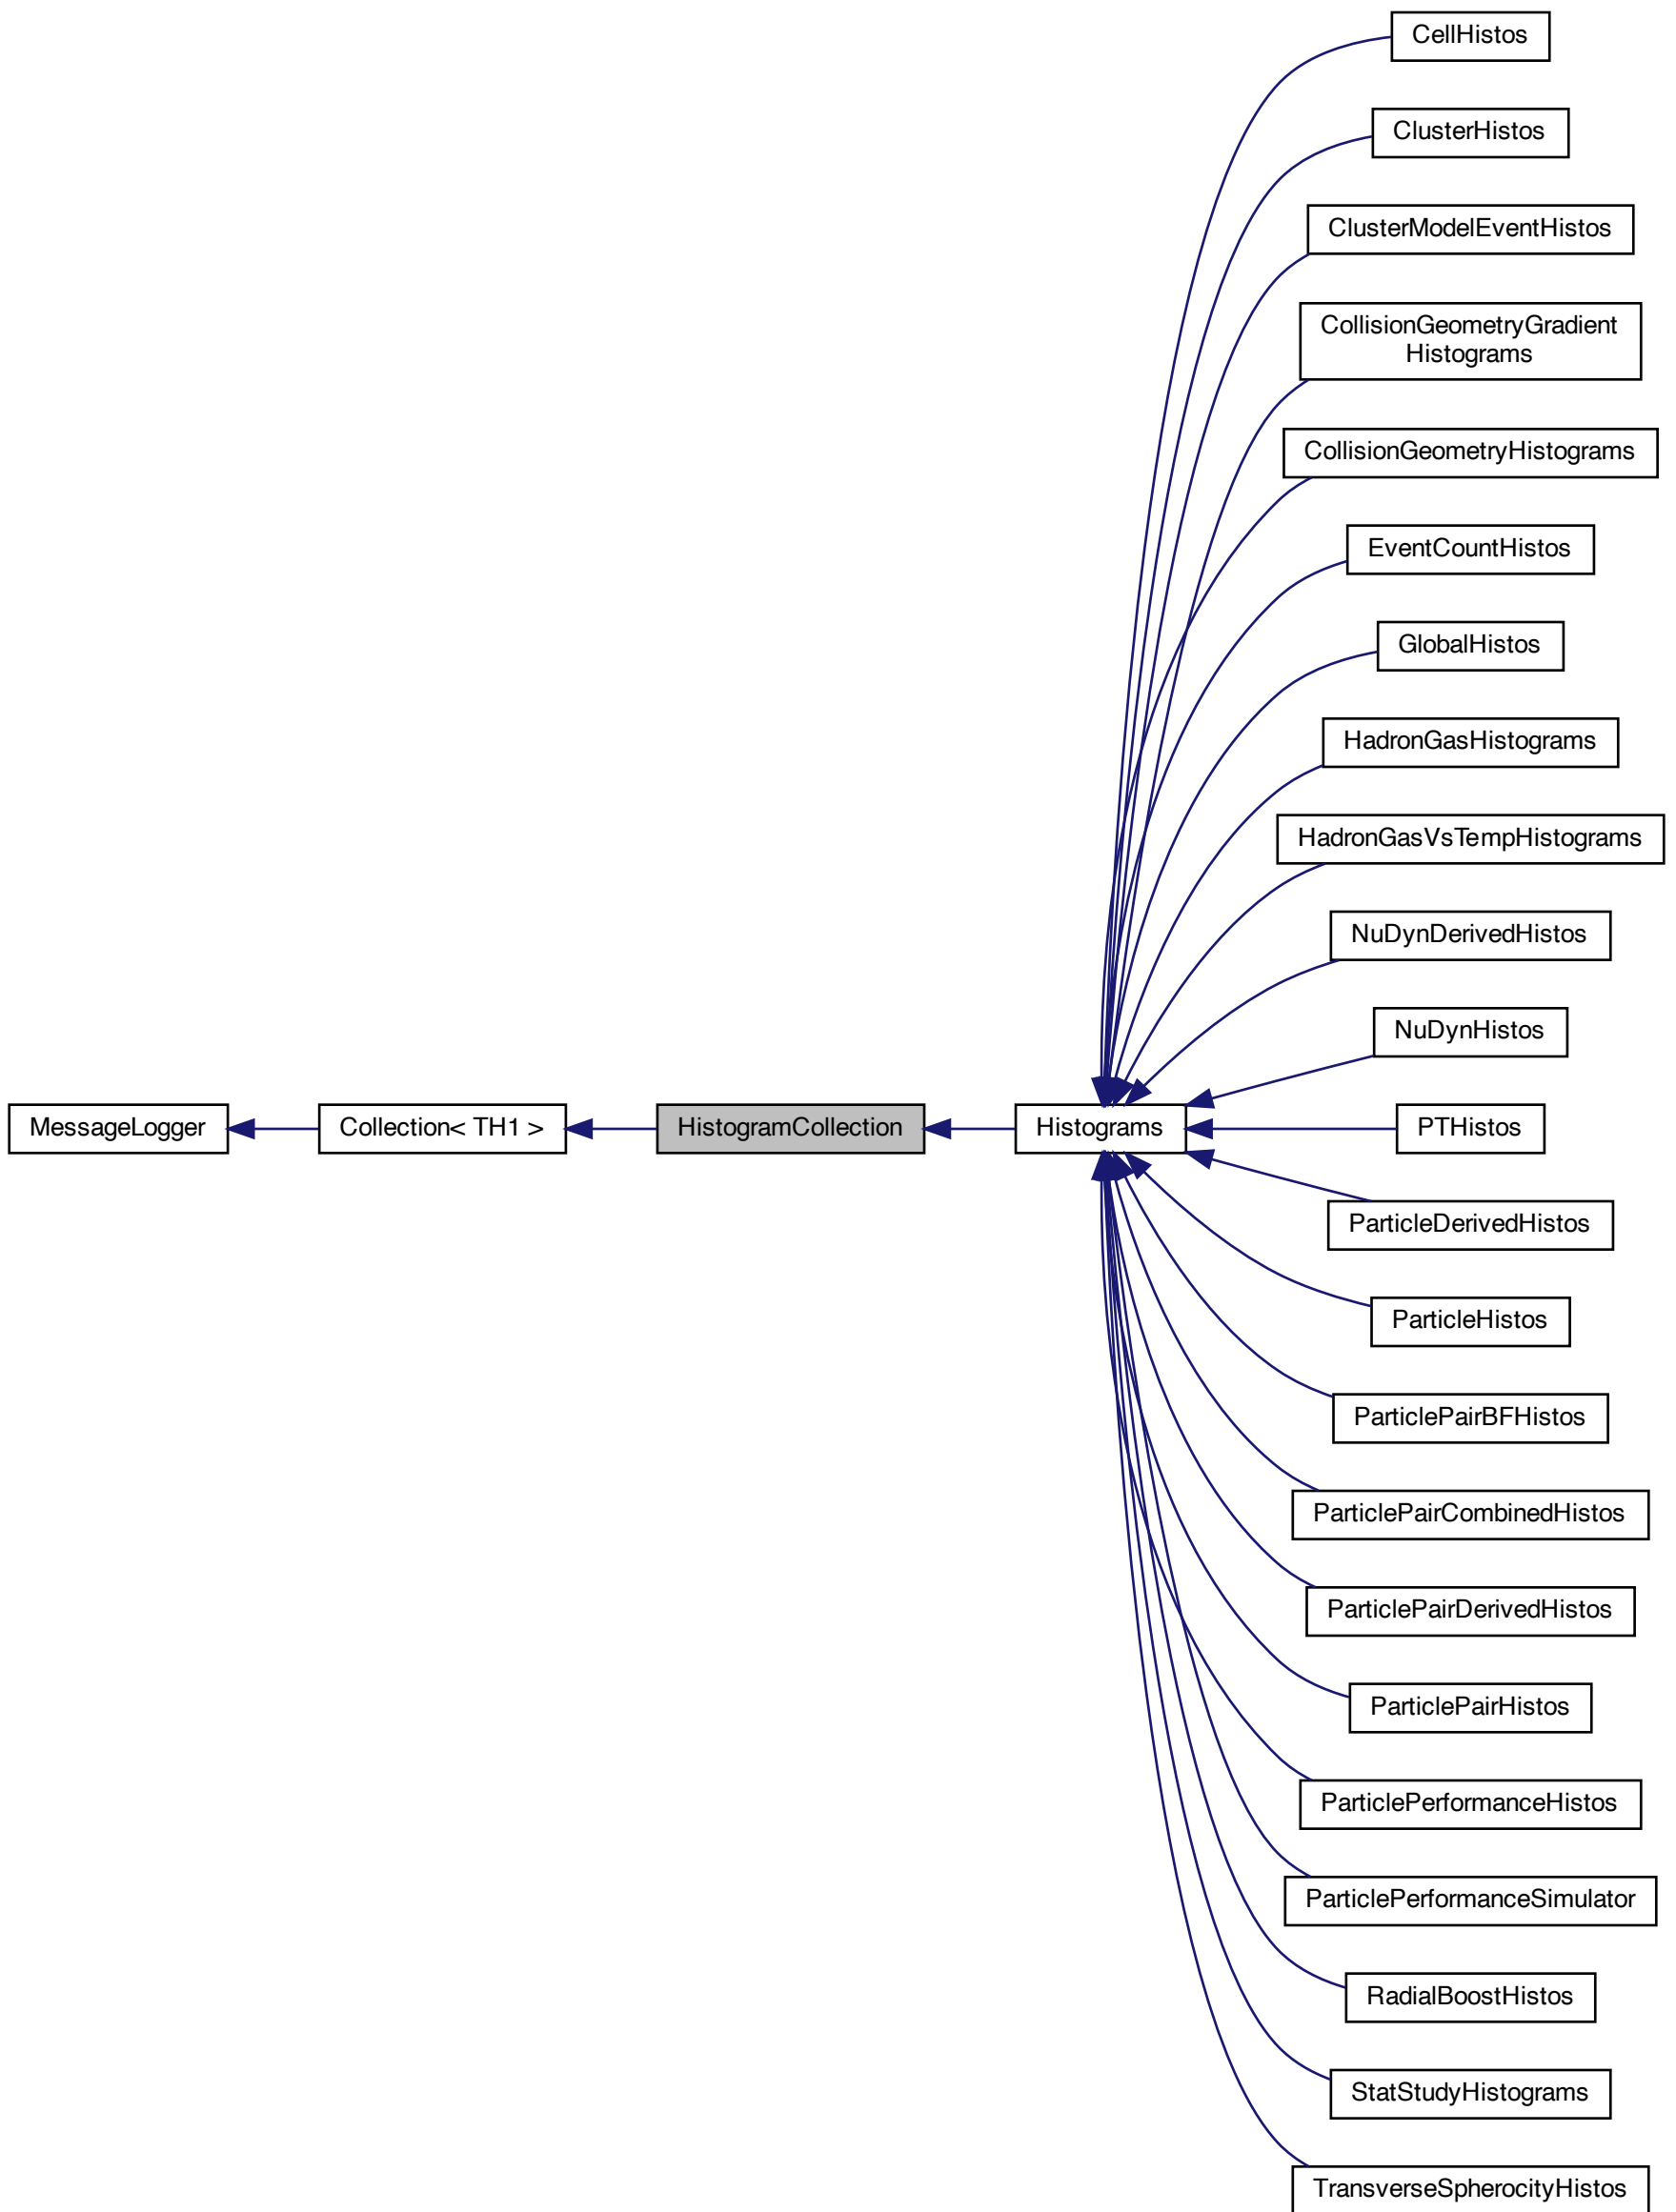 CellHistos
ClusterHistos
ClusterModelEventHistos
CollisionGeometryGradient
Histograms
CollisionGeometryHistograms
EventCountHistos
GlobalHistos
HadronGasHistograms
HadronGasVsTempHistograms
NuDynDerivedHistos
NuDynHistos
MessageLogger
Collection< TH1 >
HistogramCollection
Histograms
PTHistos
ParticleDerivedHistos
ParticleHistos
ParticlePairBFHistos
ParticlePairCombinedHistos
ParticlePairDerivedHistos
ParticlePairHistos
ParticlePerformanceHistos
ParticlePerformanceSimulator
RadialBoostHistos
StatStudyHistograms
TransverseSpherocityHistos